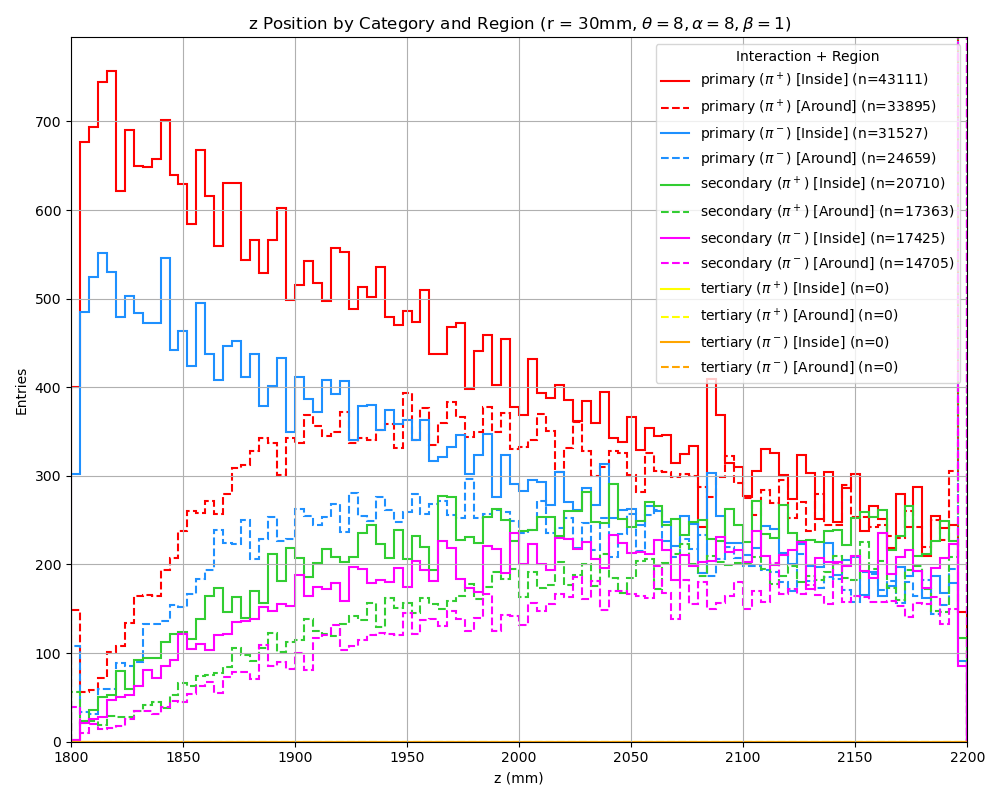 z Position by Category and Region (r = 30mm, θ = 8, α = 8, β = 1)
Interaction + Region
primary (π⁺) [Inside] (n=43111)
primary (π⁺) [Around] (n=33895)
primary (π⁻) [Inside] (n=31527)
primary (π⁻) [Around] (n=24659)
secondary (π⁺) [Inside] (n=20710)
secondary (π⁺) [Around] (n=17363)
secondary (π⁻) [Inside] (n=17425)
secondary (π⁻) [Around] (n=14705)
tertiary (π⁺) [Inside] (n=0)
tertiary (π⁺) [Around] (n=0)
tertiary (π⁻) [Inside] (n=0)
tertiary (π⁻) [Around] (n=0)
Entries
700
600
500
400
300
200
100
0
1800 1850 1900 1950 2000 2050 2100 2150 2200
z (mm)